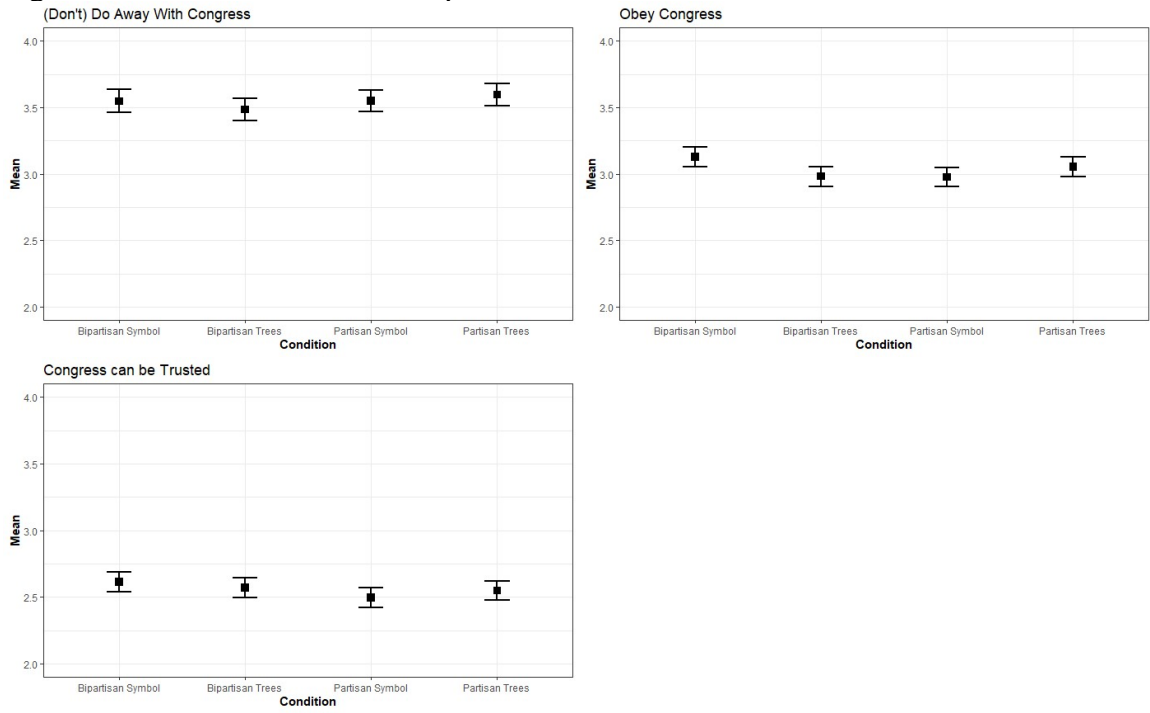 (Don't) Do Away With Congress
4.0
3.5
3.0
2.5
2.0
Mean
Bipartisan Symbol Bipartisan Trees Partisan Symbol Partisan Trees
Condition
Obey Congress
4.0
3.5
3.0
2.5
2.0
Mean
Bipartisan Symbol Bipartisan Trees Partisan Symbol Partisan Trees
Condition
Congress can be Trusted
4.0
3.5
3.0
2.5
2.0
Mean
Bipartisan Symbol Bipartisan Trees Partisan Symbol Partisan Trees
Condition